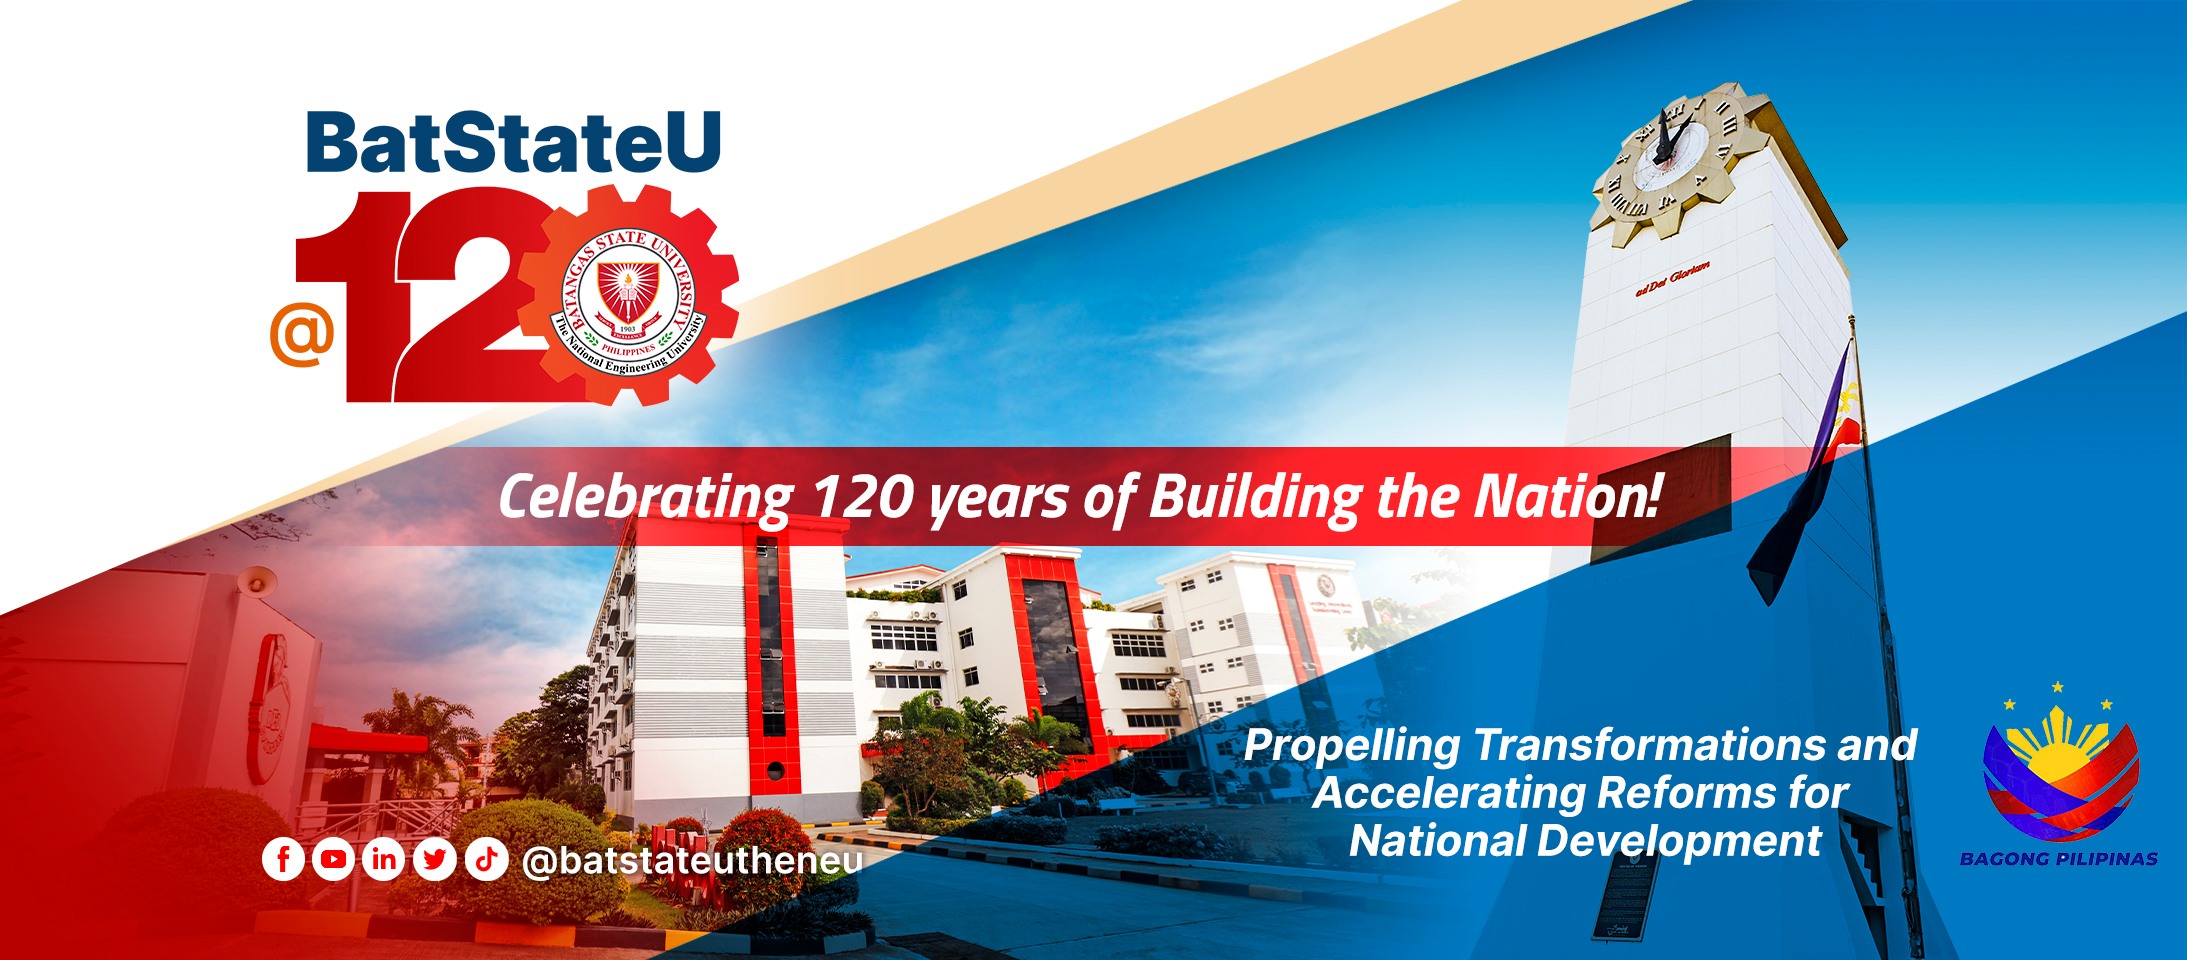 BatStateU
@120
BATANGAS STATE UNIVERSITY
1903
PHILIPPINES
The National Engineering University
ad Dei Gloriam
Celebrating 120 years of Building the Nation!
Propelling Transformations and
Accelerating Reforms for
National Development
BAGONG PILIPINAS
@batstateutheneu